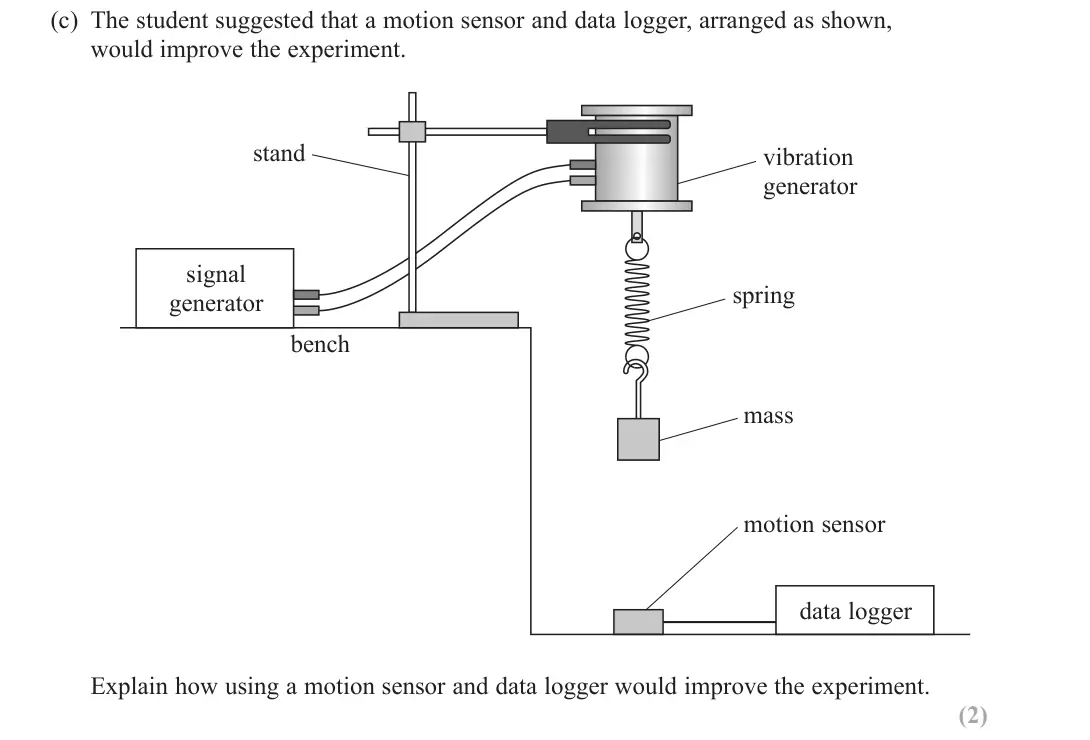 (c) The student suggested that a motion sensor and data logger, arranged as shown,
would improve the experiment.
stand
vibration
generator
signal
generator
spring
bench
mass
motion sensor
data logger
Explain how using a motion sensor and data logger would improve the experiment.
(2)